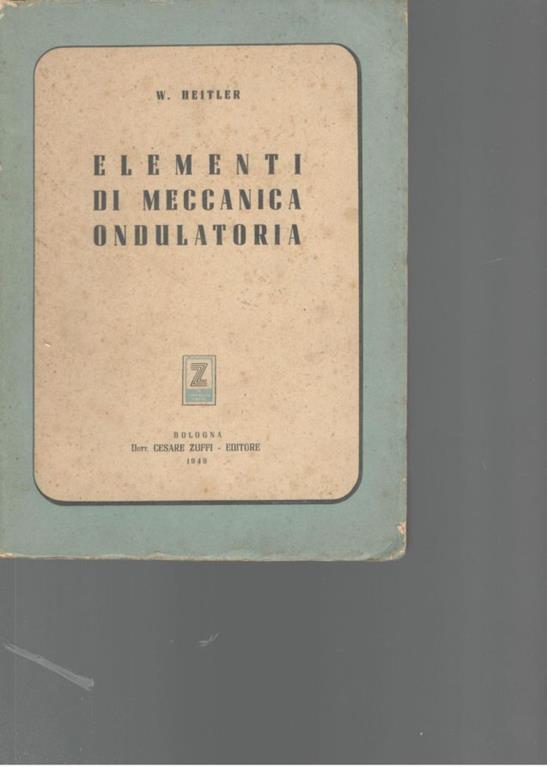 W. HEITLER
ELEMENTI
DI MECCANICA
ONDULATORIA
Z
BOLOGNA
Dott. CESARE ZUFFI - EDITORE
1949